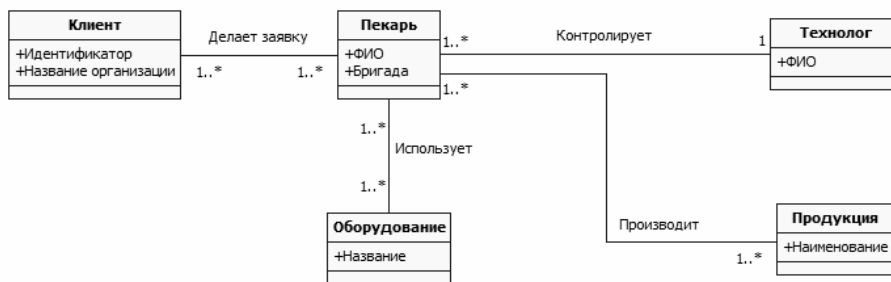 Клиент
+Идентификатор
+Название организации
Делает заявку
1..*
1..*
Пекарь
+ФИО
+Бригада
1..*
Контролирует
1
Технолог
+ФИО
1..*
1..*
Использует
1..*
Оборудование
+Название
Производит
1..*
Продукция
+Наименование